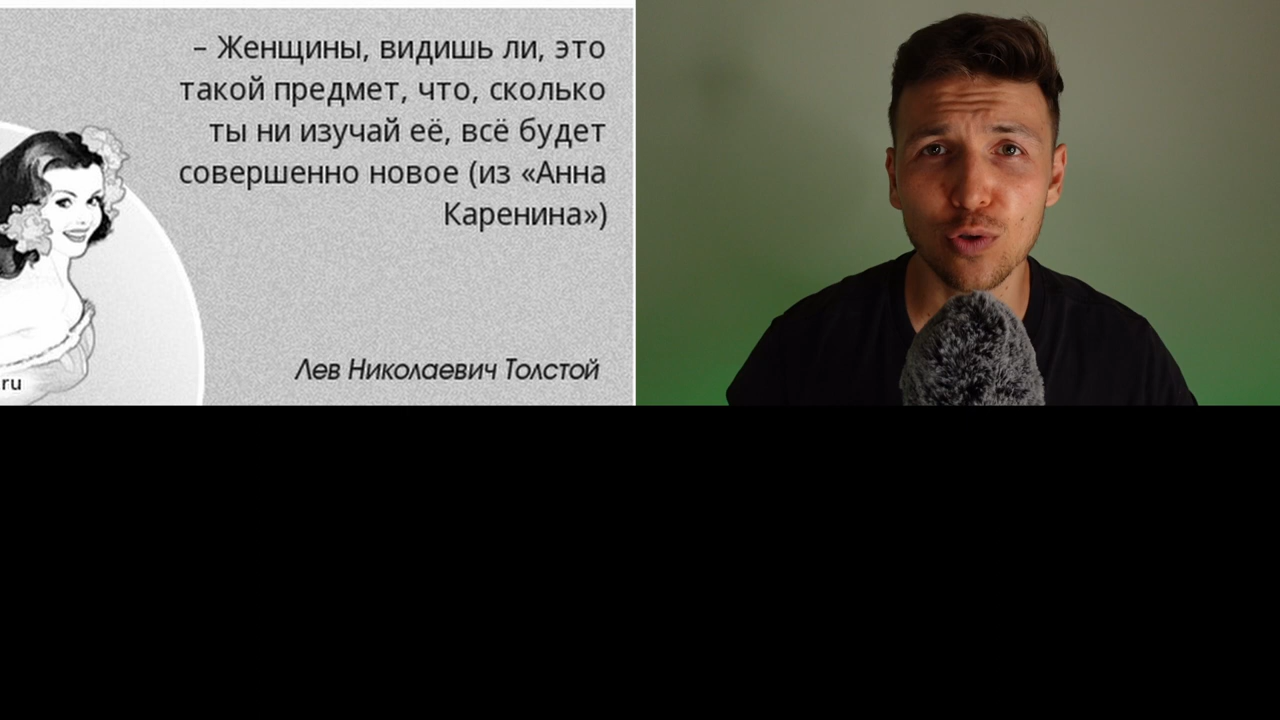 – Женщины, видишь ли, это
такой предмет, что, сколько
ты ни изучай её, всё будет
совершенно новое (из «Анна
Каренина»)
Лев Николаевич Толстой
.ru